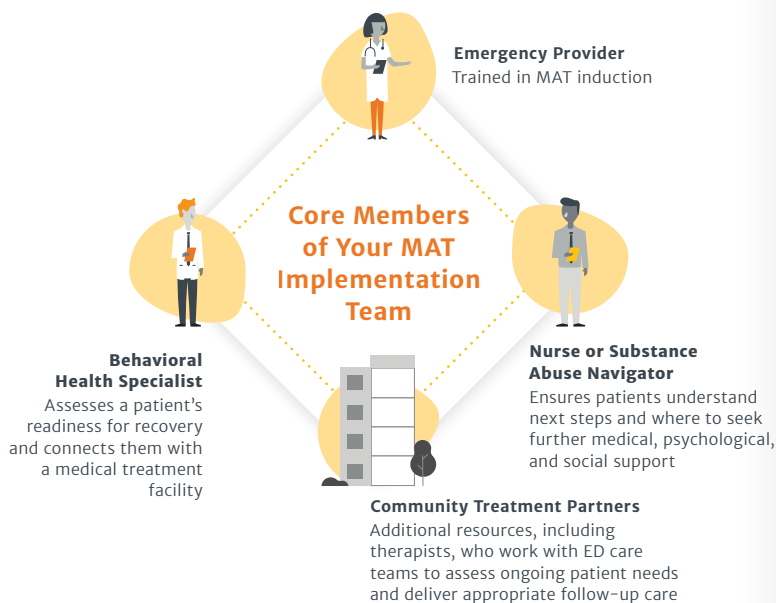 Emergency Provider
Trained in MAT induction
Core Members
of Your MAT
Implementation
Team
Behavioral
Health Specialist
Assesses a patient’s
readiness for recovery
and connects them with
a medical treatment
facility
Nurse or Substance
Abuse Navigator
Ensures patients understand
next steps and where to seek
further medical, psychological,
and social support
Community Treatment Partners
Additional resources, including
therapists, who work with ED care
teams to assess ongoing patient needs
and deliver appropriate follow-up care